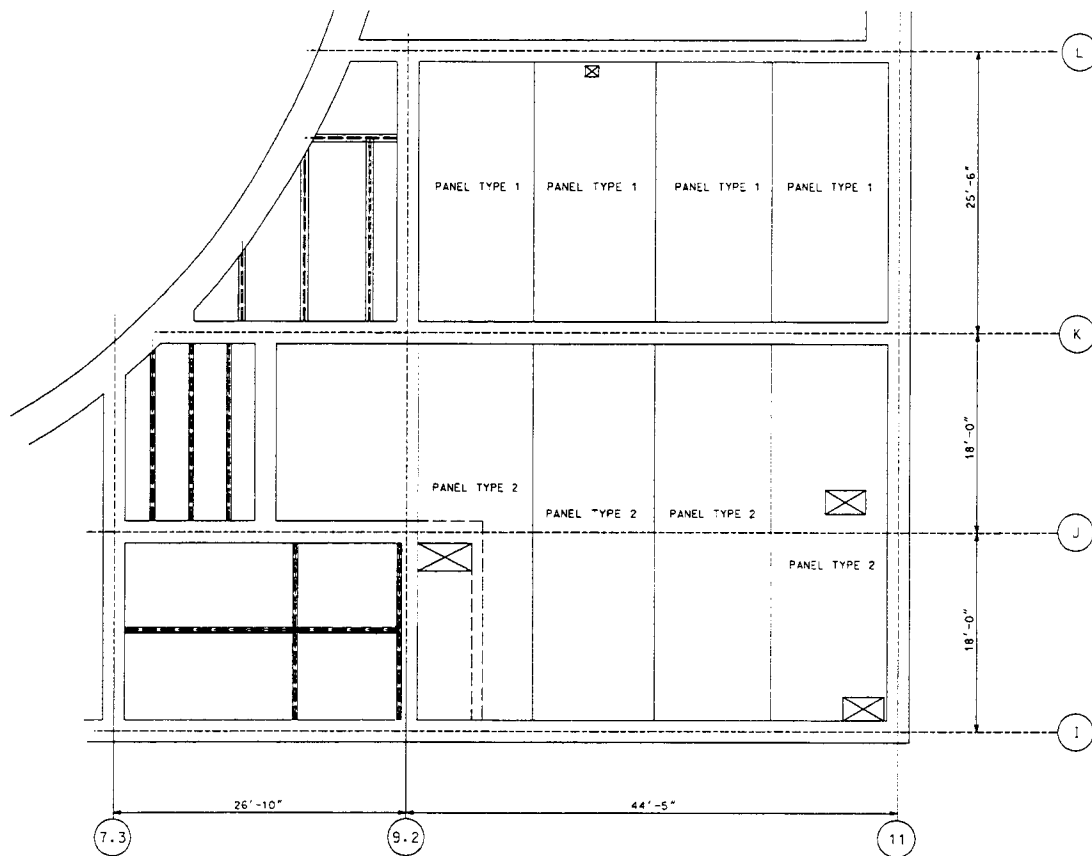 L
PANEL TYPE 1
PANEL TYPE 1
PANEL TYPE 1
PANEL TYPE 1
25'-6"
K
18'-0"
PANEL TYPE 2
PANEL TYPE 2
PANEL TYPE 2
J
PANEL TYPE 2
18'-0"
I
26'-10"
44'-5"
7.3
9.2
11